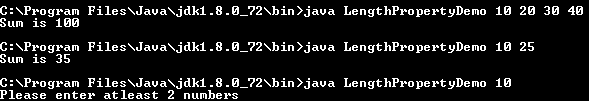 C:\Program Files\Java\jdk1.8.0_72\bin>java LengthPropertyDemo 10 20 30 40
Sum is 100
C:\Program Files\Java\jdk1.8.0_72\bin>java LengthPropertyDemo 10 25
Sum is 35
C:\Program Files\Java\jdk1.8.0_72\bin>java LengthPropertyDemo 10
Please enter atleast 2 numbers